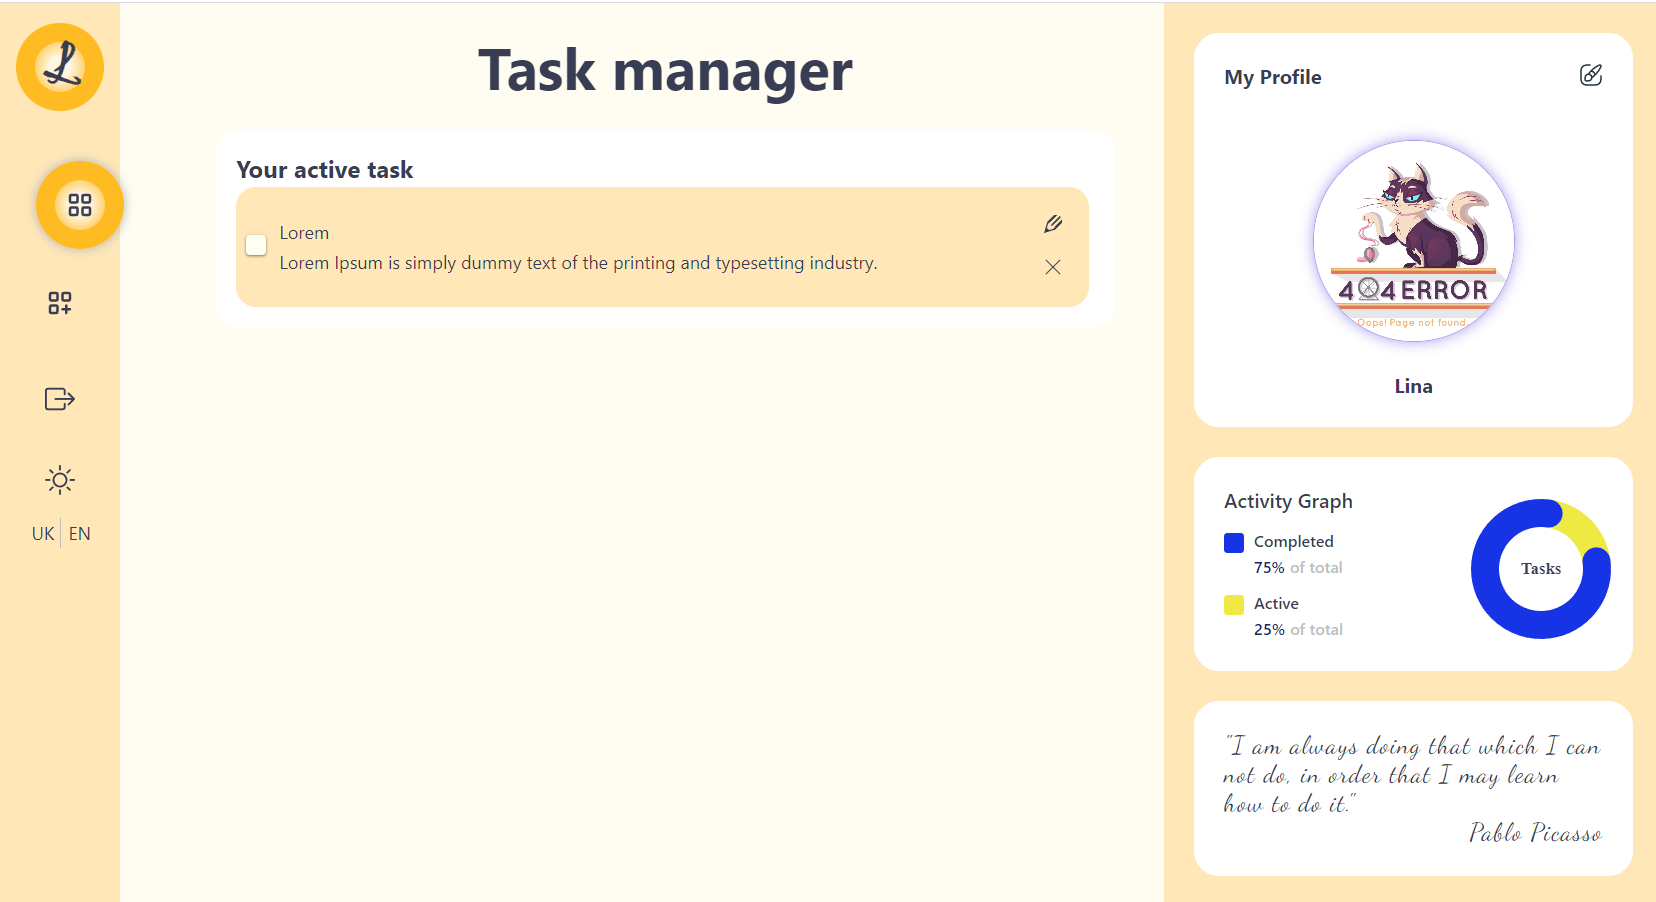 L
Task manager
Your active task
Lorem
Lorem Ipsum is simply dummy text of the printing and typesetting industry.
UK EN
My Profile
404 ERROR
Oops! Page not found.
Lina
Activity Graph
Completed
75% of total
Active
25% of total
Tasks
"I am always doing that which I can
not do, in order that I may learn
how to do it."
Pablo Picasso